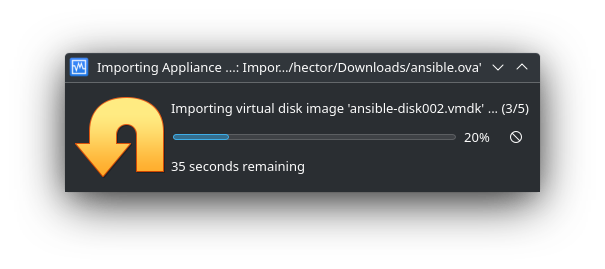 Importing Appliance ...: Impor.../hector/Downloads/ansible.ova'
Importing virtual disk image 'ansible-disk002.vmdk' ... (3/5)
20%
35 seconds remaining